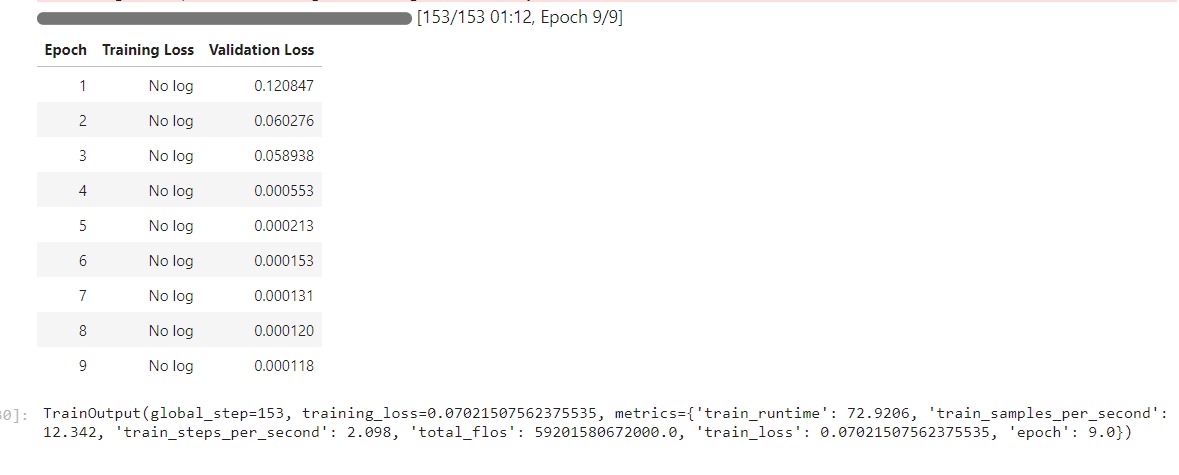 [153/153 01:12, Epoch 9/9]
Epoch Training Loss Validation Loss
1 No log 0.120847
2 No log 0.060276
3 No log 0.058938
4 No log 0.000553
5 No log 0.000213
6 No log 0.000153
7 No log 0.000131
8 No log 0.000120
9 No log 0.000118
0]: TrainOutput(global_step=153, training_loss=0.07021507562375535, metrics={'train_runtime': 72.9206, 'train_samples_per_second':
12.342, 'train_steps_per_second': 2.098, 'total_flos': 59201580672000.0, 'train_loss': 0.07021507562375535, 'epoch': 9.0})